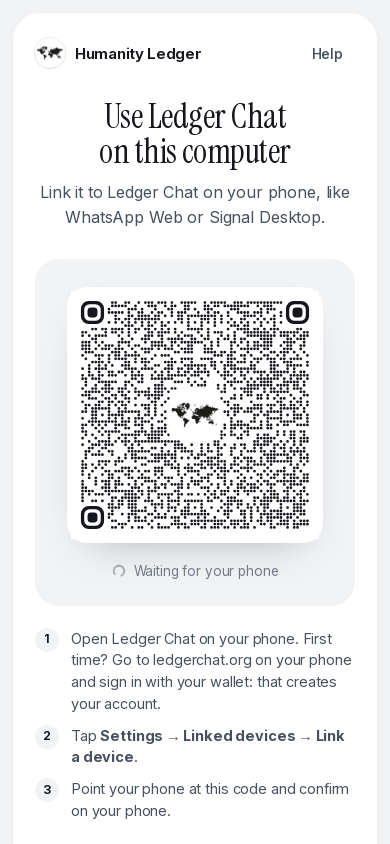 Humanity Ledger
Help
Use Ledger Chat
on this computer
Link it to Ledger Chat on your phone, like
WhatsApp Web or Signal Desktop.
Waiting for your phone
1 Open Ledger Chat on your phone. First
time? Go to ledgerchat.org on your phone
and sign in with your wallet: that creates
your account.
2 Tap Settings → Linked devices → Link
a device.
3 Point your phone at this code and confirm
on your phone.